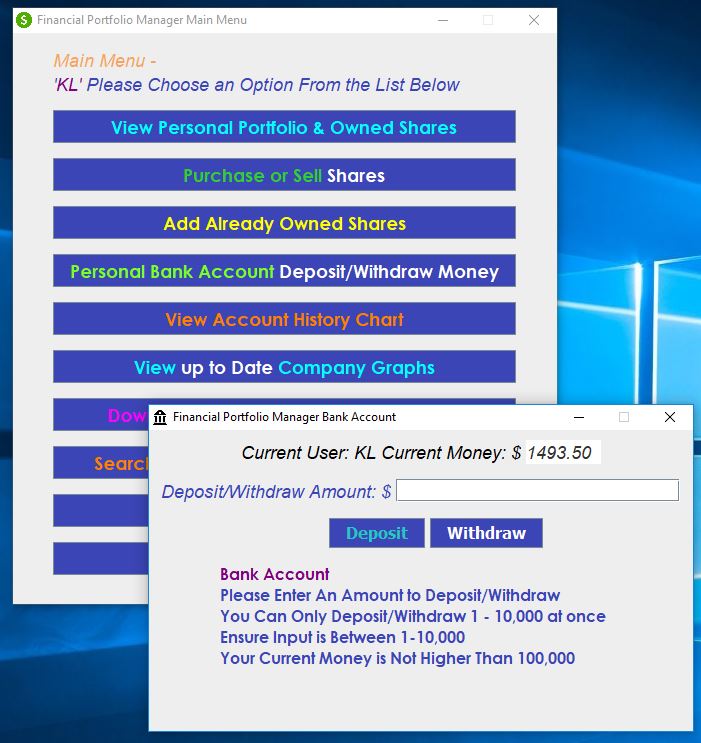 Financial Portfolio Manager Main Menu
Main Menu -
'KL' Please Choose an Option From the List Below
View Personal Portfolio & Owned Shares
Purchase or Sell Shares
Add Already Owned Shares
Personal Bank Account Deposit/Withdraw Money
View Account History Chart
View up to Date Company Graphs
Financial Portfolio Manager Bank Account
Current User: KL Current Money: $ 1493.50
Deposit/Withdraw Amount: $
Deposit Withdraw
Bank Account
Please Enter An Amount to Deposit/Withdraw
You Can Only Deposit/Withdraw 1 - 10,000 at once
Ensure Input is Between 1-10,000
Your Current Money is Not Higher Than 100,000